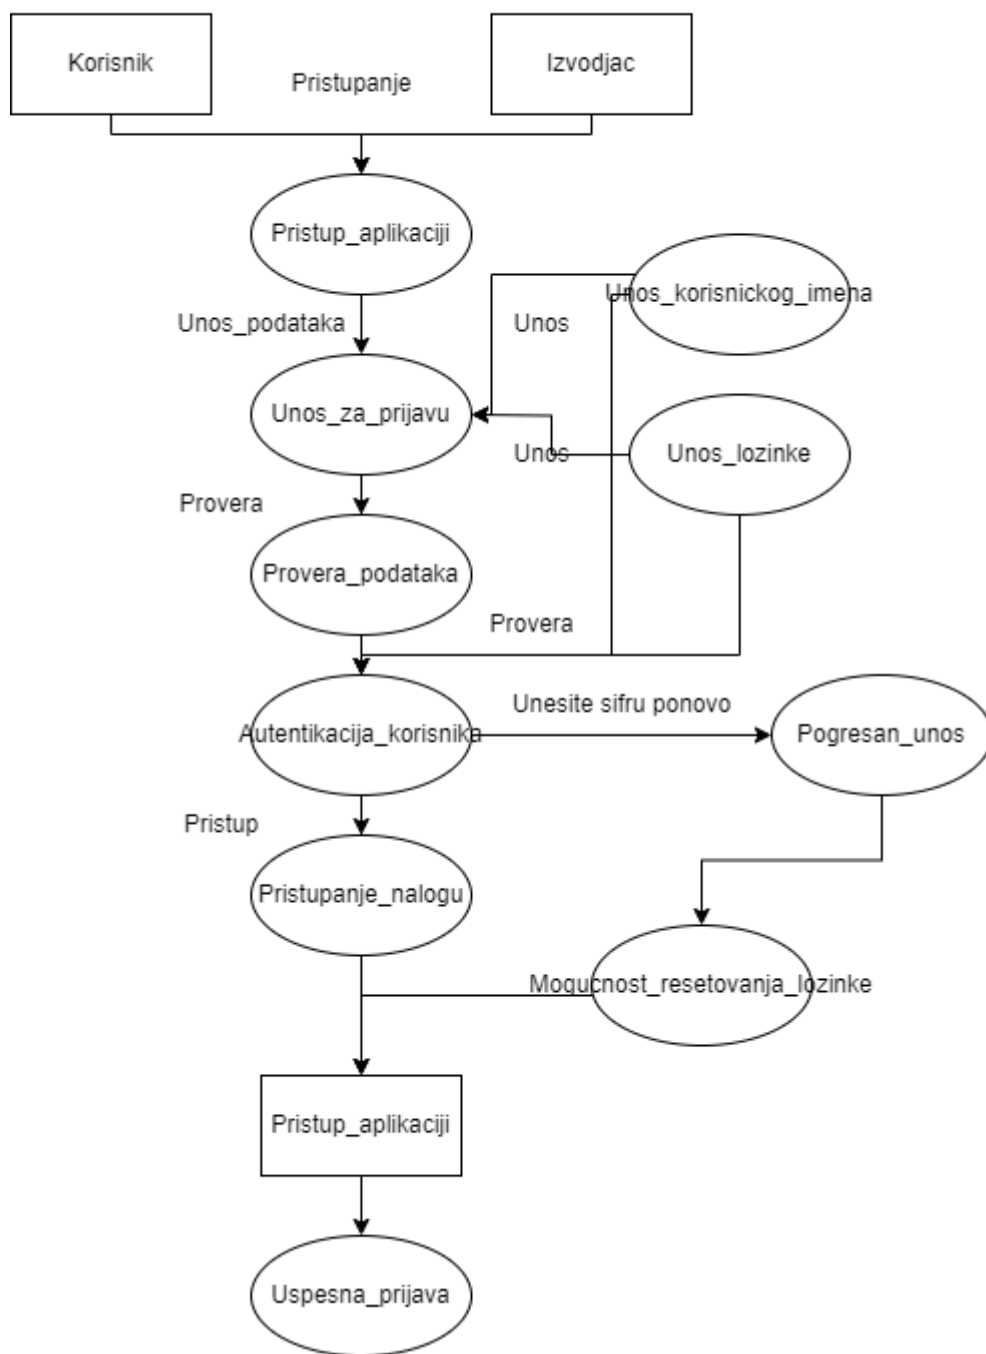 Korisnik
Izvodjac
Pristupanje
Pristup_aplikaciji
Unos_korisnickog_imena
Unos_podataka
Unos
Unos_za_prijavu
Unos
Unos_lozinke
Provera
Provera_podataka
Provera
Unesite sifru ponovo
Autentikacija_korisnika
Pogresan_unos
Pristup
Pristupanje_nalogu
Mogucnost_resetovanja_lozinke
Pristup_aplikaciji
Uspesna_prijava